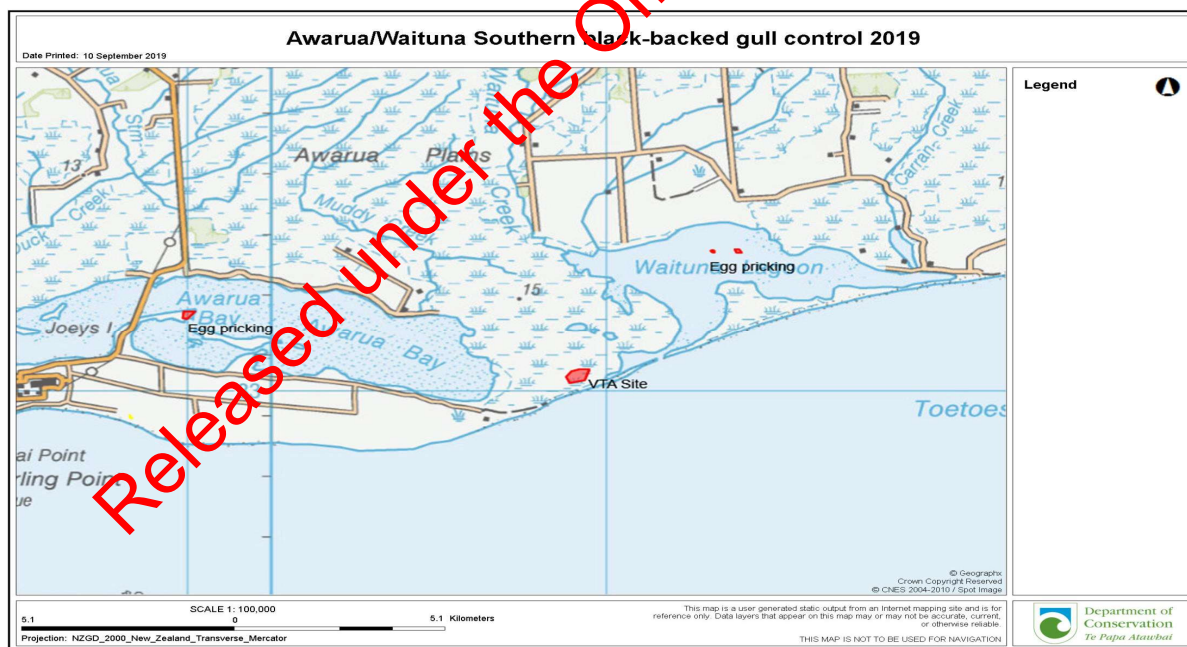 Awarua/Waituna Southern black-backed gull control 2019
Date Printed: 10 September 2019
Legend
Awarua Plains
Creek
13
Muddy Creek
Creek
Carran Creek
Waituna Lagoon
Egg pricking
15
Awarua
Bay
Egg pricking
Joeys I
Awarua Bay
VTA Site
Toetoes
ai Point
rling Point
ue
Released under the
© Geographx
Crown Copyright Reserved
© CNES 2004-2010 / Spot Image
SCALE 1: 100,000
5.1 0 5.1 Kilometers
Projection: NZGD_2000_New_Zealand_Transverse_Mercator
This map is a user generated static output from an Internet mapping site and is for
reference only. Data layers that appear on this map may or may not be accurate, current,
or otherwise reliable.
THIS MAP IS NOT TO BE USED FOR NAVIGATION
Department of
Conservation
Te Papa Atawhai